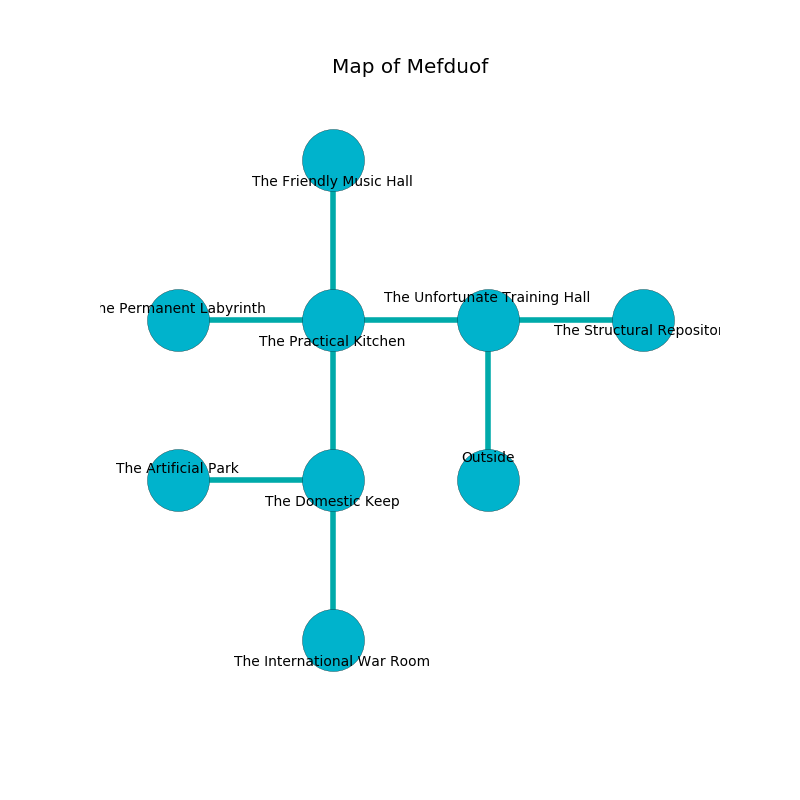 Map of Mefduof
The Friendly Music Hall
The Unfortunate Training Hall
ne Permanent Labyrinth
The Structural Repositor
The Practical Kitchen
Outside
The Artificial Park
The Domestic Keep
The International War Room